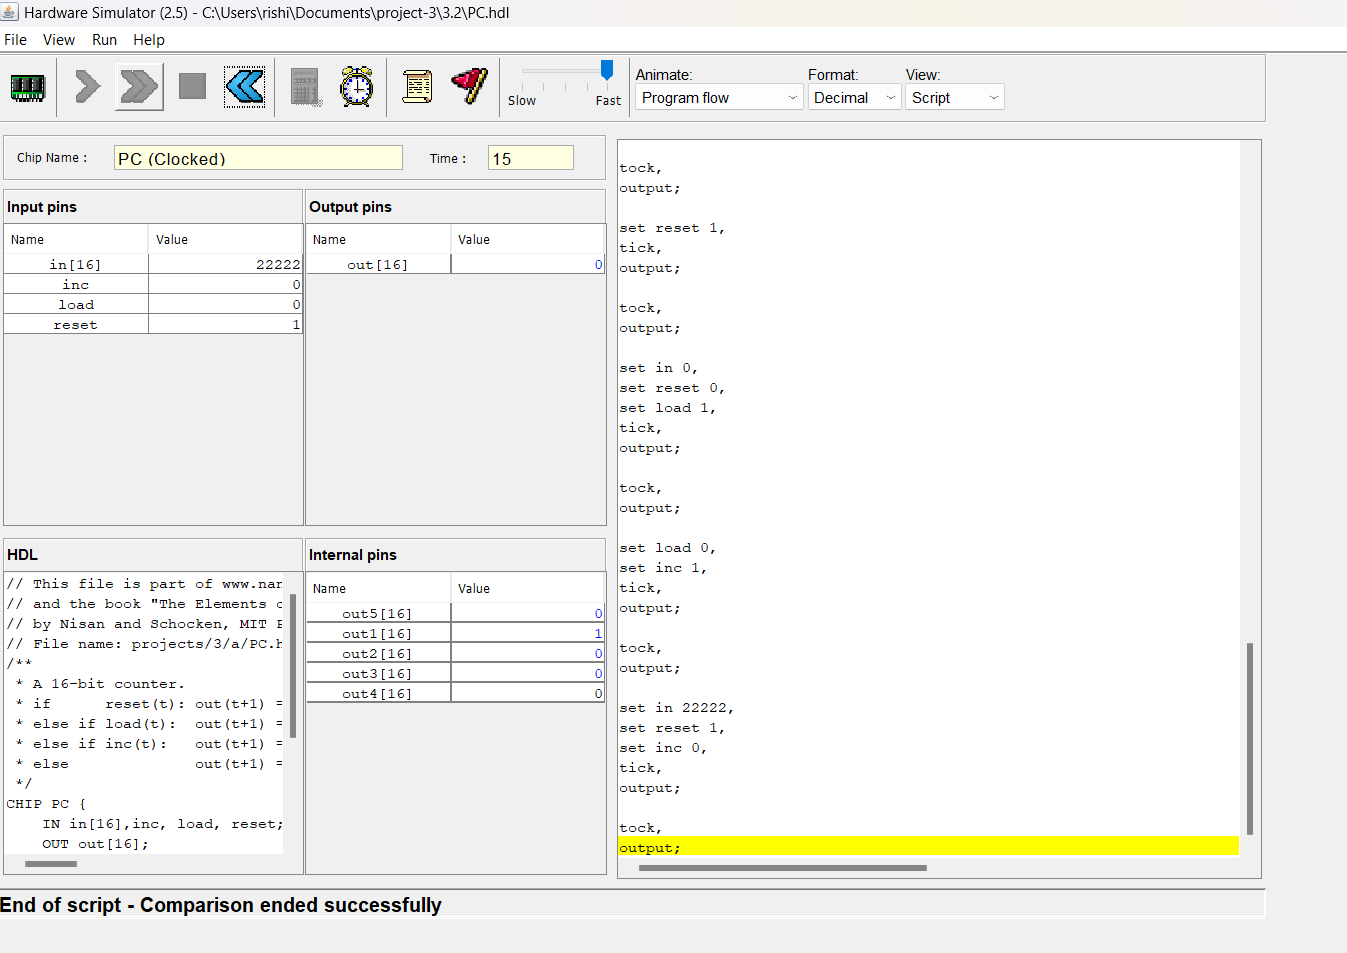 Hardware Simulator (2.5) - C:\Users\rishi\Documents\project-3\3.2\PC.hdl
File View Run Help
Slow Fast
Animate: Format: View:
Program flow Decimal Script
Chip Name : PC (Clocked) Time : 15
Input pins
Name Value
in[16] 22222
inc 0
load 0
reset 1
Output pins
Name Value
out[16] 0
HDL
// This file is part of www.nan
// and the book "The Elements
// by Nisan and Schocken, MIT
// File name: projects/3/a/PC.h
/**
* A 16-bit counter.
* if reset(t): out(t+1) =
* else if load(t): out(t+1) =
* else if inc(t): out(t+1) =
* else out(t+1) =
*/
CHIP PC {
IN in[16],inc, load, reset;
OUT out[16];
Internal pins
Name Value
out5[16] 0
out1[16] 1
out2[16] 0
out3[16] 0
out4[16] 0
tock,
output;
set reset 1,
tick,
output;
tock,
output;
set in 0,
set reset 0,
set load 1,
tick,
output;
tock,
output;
set load 0,
set inc 1,
tick,
output;
tock,
output;
set in 22222,
set reset 1,
set inc 0,
tick,
output;
tock,
output;
End of script - Comparison ended successfully